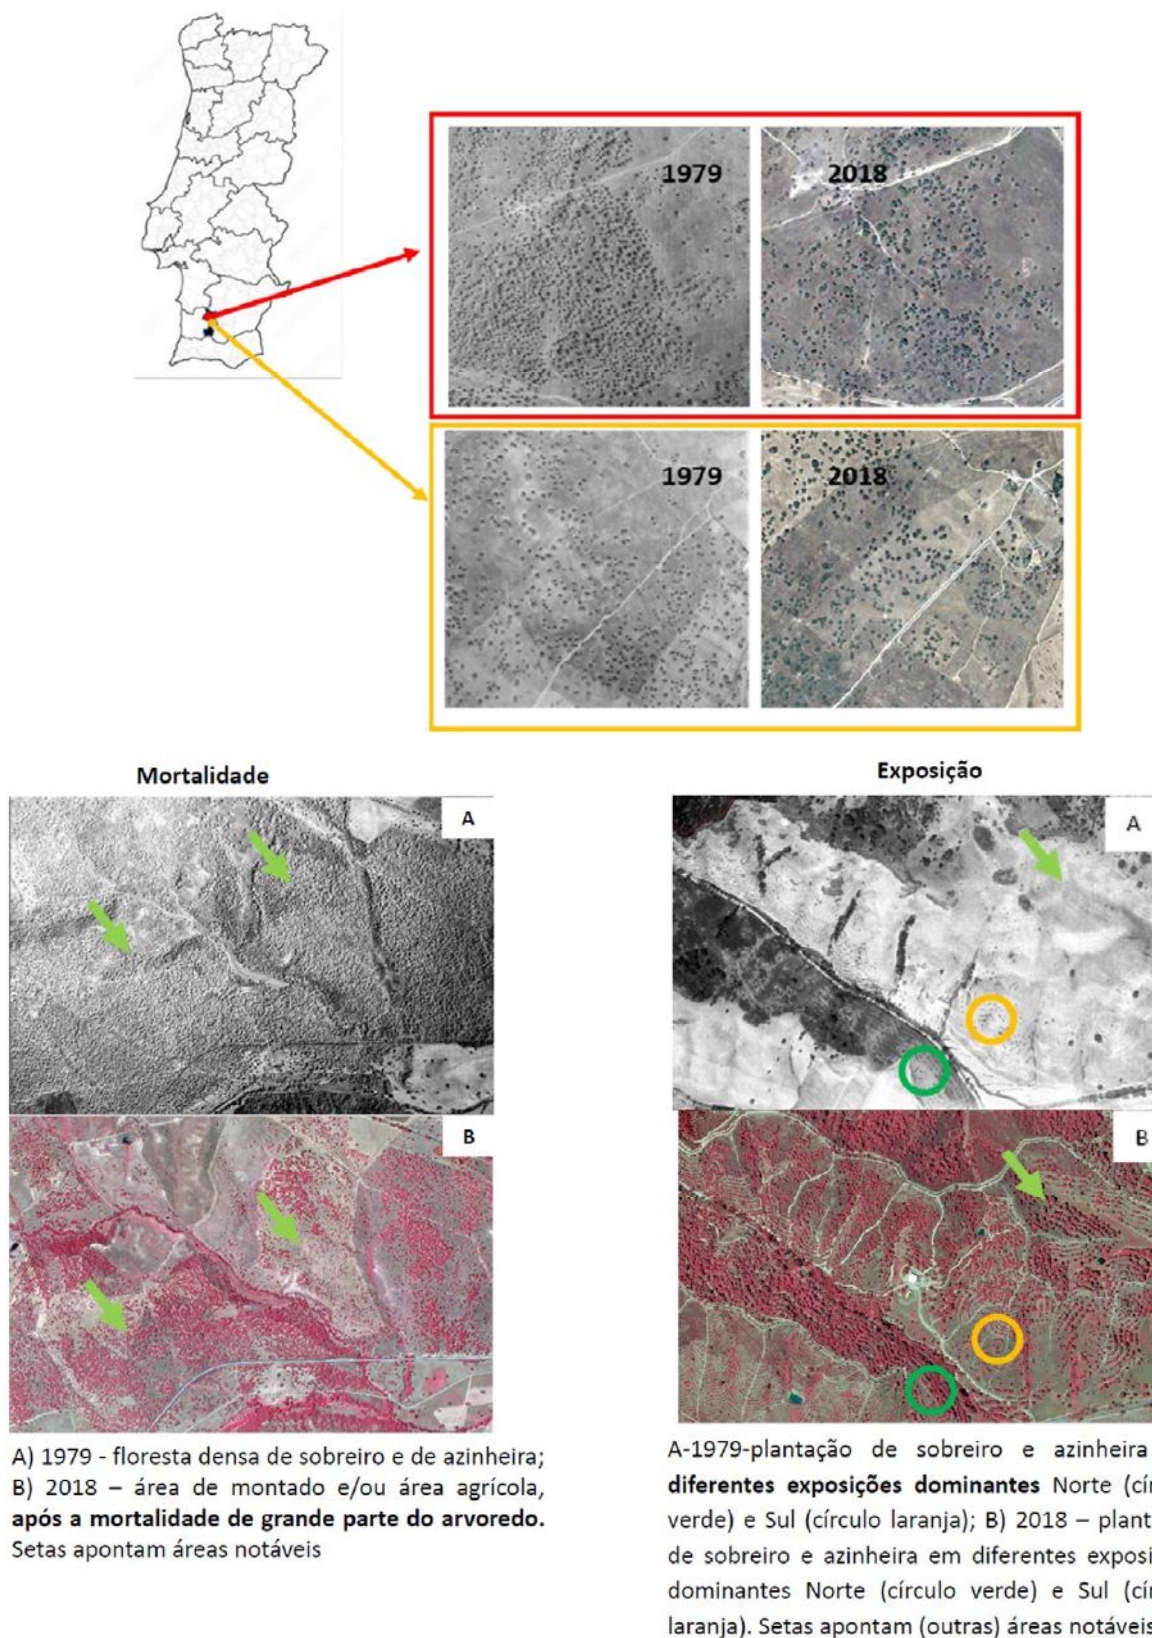 1979
2018
1979
2018
Mortalidade
Exposição
A
A
B
B
A) 1979 - floresta densa de sobreiro e de azinheira;
B) 2018 – área de montado e/ou área agrícola,
após a mortalidade de grande parte do arvoredo.
Setas apontam áreas notáveis
A-1979-plantação de sobreiro e azinheira
diferentes exposições dominantes Norte (cír
verde) e Sul (círculo laranja); B) 2018 – plant
de sobreiro e azinheira em diferentes exposi
dominantes Norte (círculo verde) e Sul (cír
laranja). Setas apontam (outras) áreas notáveis